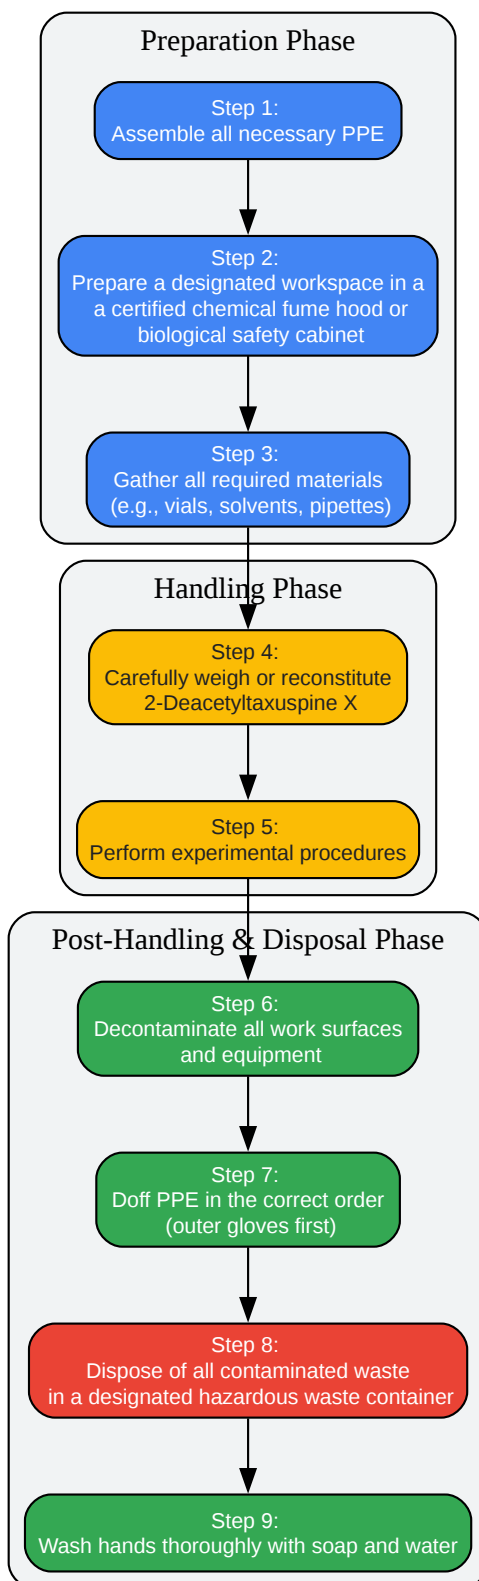 Preparation Phase
Step 1:
Assemble all necessary PPE
Step 2:
Prepare a designated workspace in a
a certified chemical fume hood or
biological safety cabinet
Step 3:
Gather all required materials
(e.g., vials, solvents, pipettes)
Handling Phase
Step 4:
Carefully weigh or reconstitute
2-Deacetyltaxuspine X
Step 5:
Perform experimental procedures
Post-Handling & Disposal Phase
Step 6:
Decontaminate all work surfaces
and equipment
Step 7:
Doff PPE in the correct order
(outer gloves first)
Step 8:
Dispose of all contaminated waste
in a designated hazardous waste container
Step 9:
Wash hands thoroughly with soap and water